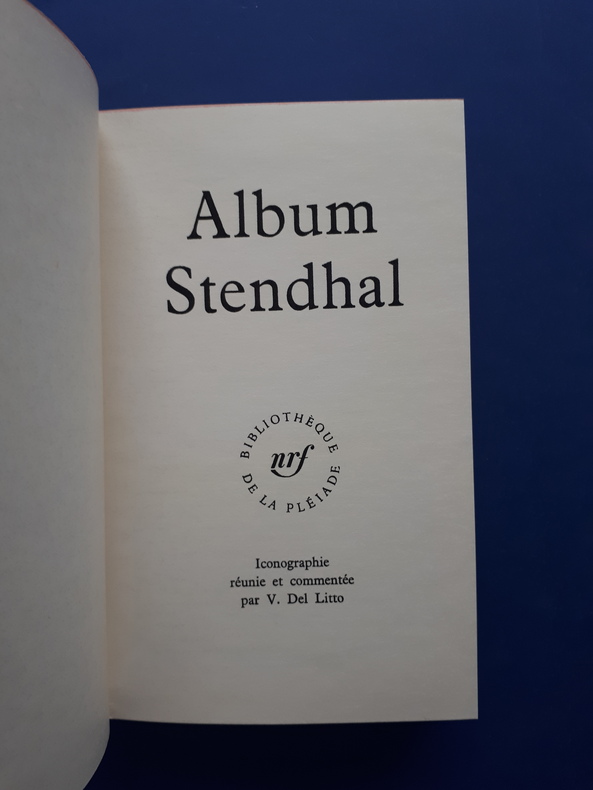 Album
Stendhal
BIBLIOTHÈQUE
DE LA PLÉIADE
nrf
Iconographie
réunie et commentée
par V. Del Litto